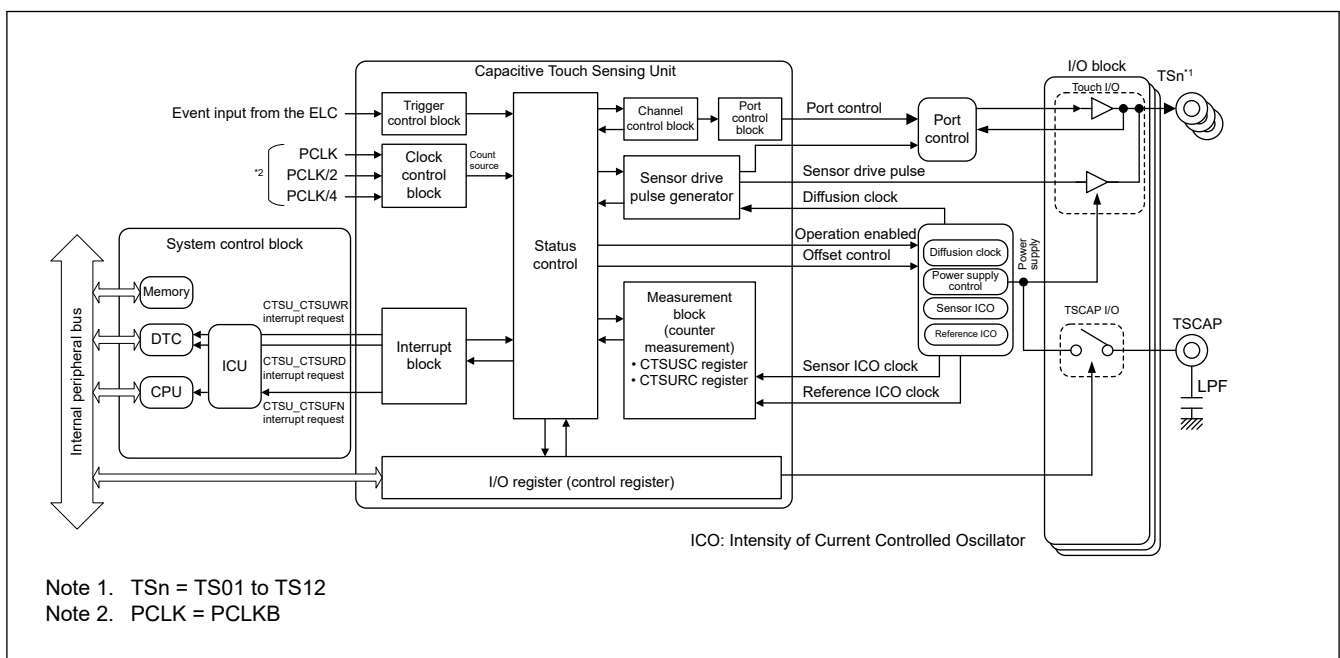 Capacitive Touch Sensing Unit
I/O block
TSn*1
Touch I/O
Event input from the ELC
Trigger
control block
Channel
control block
Port
control
block
Port control
Port
control
*2
PCLK
PCLK/2
PCLK/4
Clock
control
block
Count
source
Sensor drive
pulse generator
Sensor drive pulse
Diffusion clock
System control block
Status
control
Operation enabled
Offset control
Diffusion clock
Power supply
control
Sensor ICO
Reference ICO
Power
supply
Internal peripheral bus
Memory
DTC
CPU
ICU
CTSU_CTSUWR
interrupt request
CTSU_CTSURD
interrupt request
CTSU_CTSUFN
interrupt request
Interrupt
block
Measurement
block
(counter
measurement)
• CTSUSC register
• CTSURC register
Sensor ICO clock
Reference ICO clock
TSCAP I/O
TSCAP
LPF
I/O register (control register)
ICO: Intensity of Current Controlled Oscillator
Note 1. TSn = TS01 to TS12
Note 2. PCLK = PCLKB